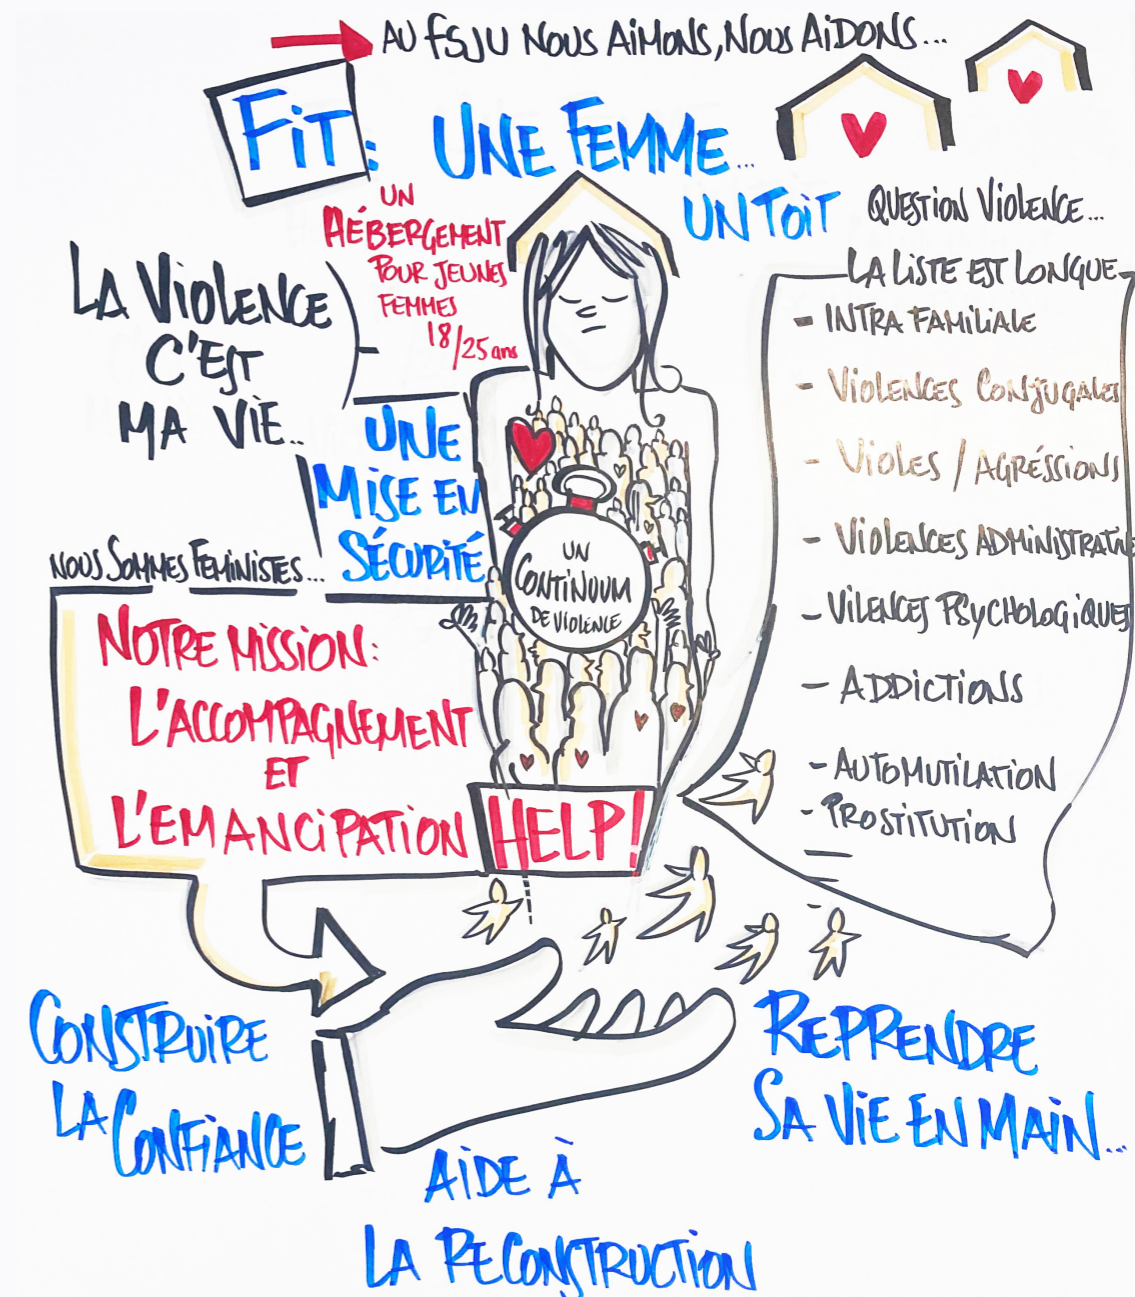 AU FSJU NOUS AiMONS, NOUS AiDONS...
FiT: UNE FEMME...
UN TOiT
UN
HÉBERGEMENT
POUR JEUNES
FEMMES
18/25 ans
LA ViOLENCE
C'EST
MA ViE...
UNE
MiSE EN
SÉCURiTÉ
NOUS SOMMES FEMiNiSTES...
NOTRE MiSSiON:
L'ACCOMPAGNEMENT
ET
L'EMANCiPATiON
UN
CONTiNUUM
DE ViOLENCE
HELP!
QUESTiON ViOLENCE...
LA LiSTE EST LONGUE
- INTRA FAMiLiALE
- ViOLENCES CONJUGALES
- ViOLES / AGRÉSSiONS
- ViOLENCES ADMiNiSTRATiVE
- ViLENCES PSYCHOLOGiQUES
- ADDiCTiONS
- AUTOMUTiLATiON
- PROSTiTUTiON
CONSTRUiRE
LA CONFiANCE
AiDE À
LA RECONSTRUCTiON
REPRENDRE
SA ViE EN MAiN...